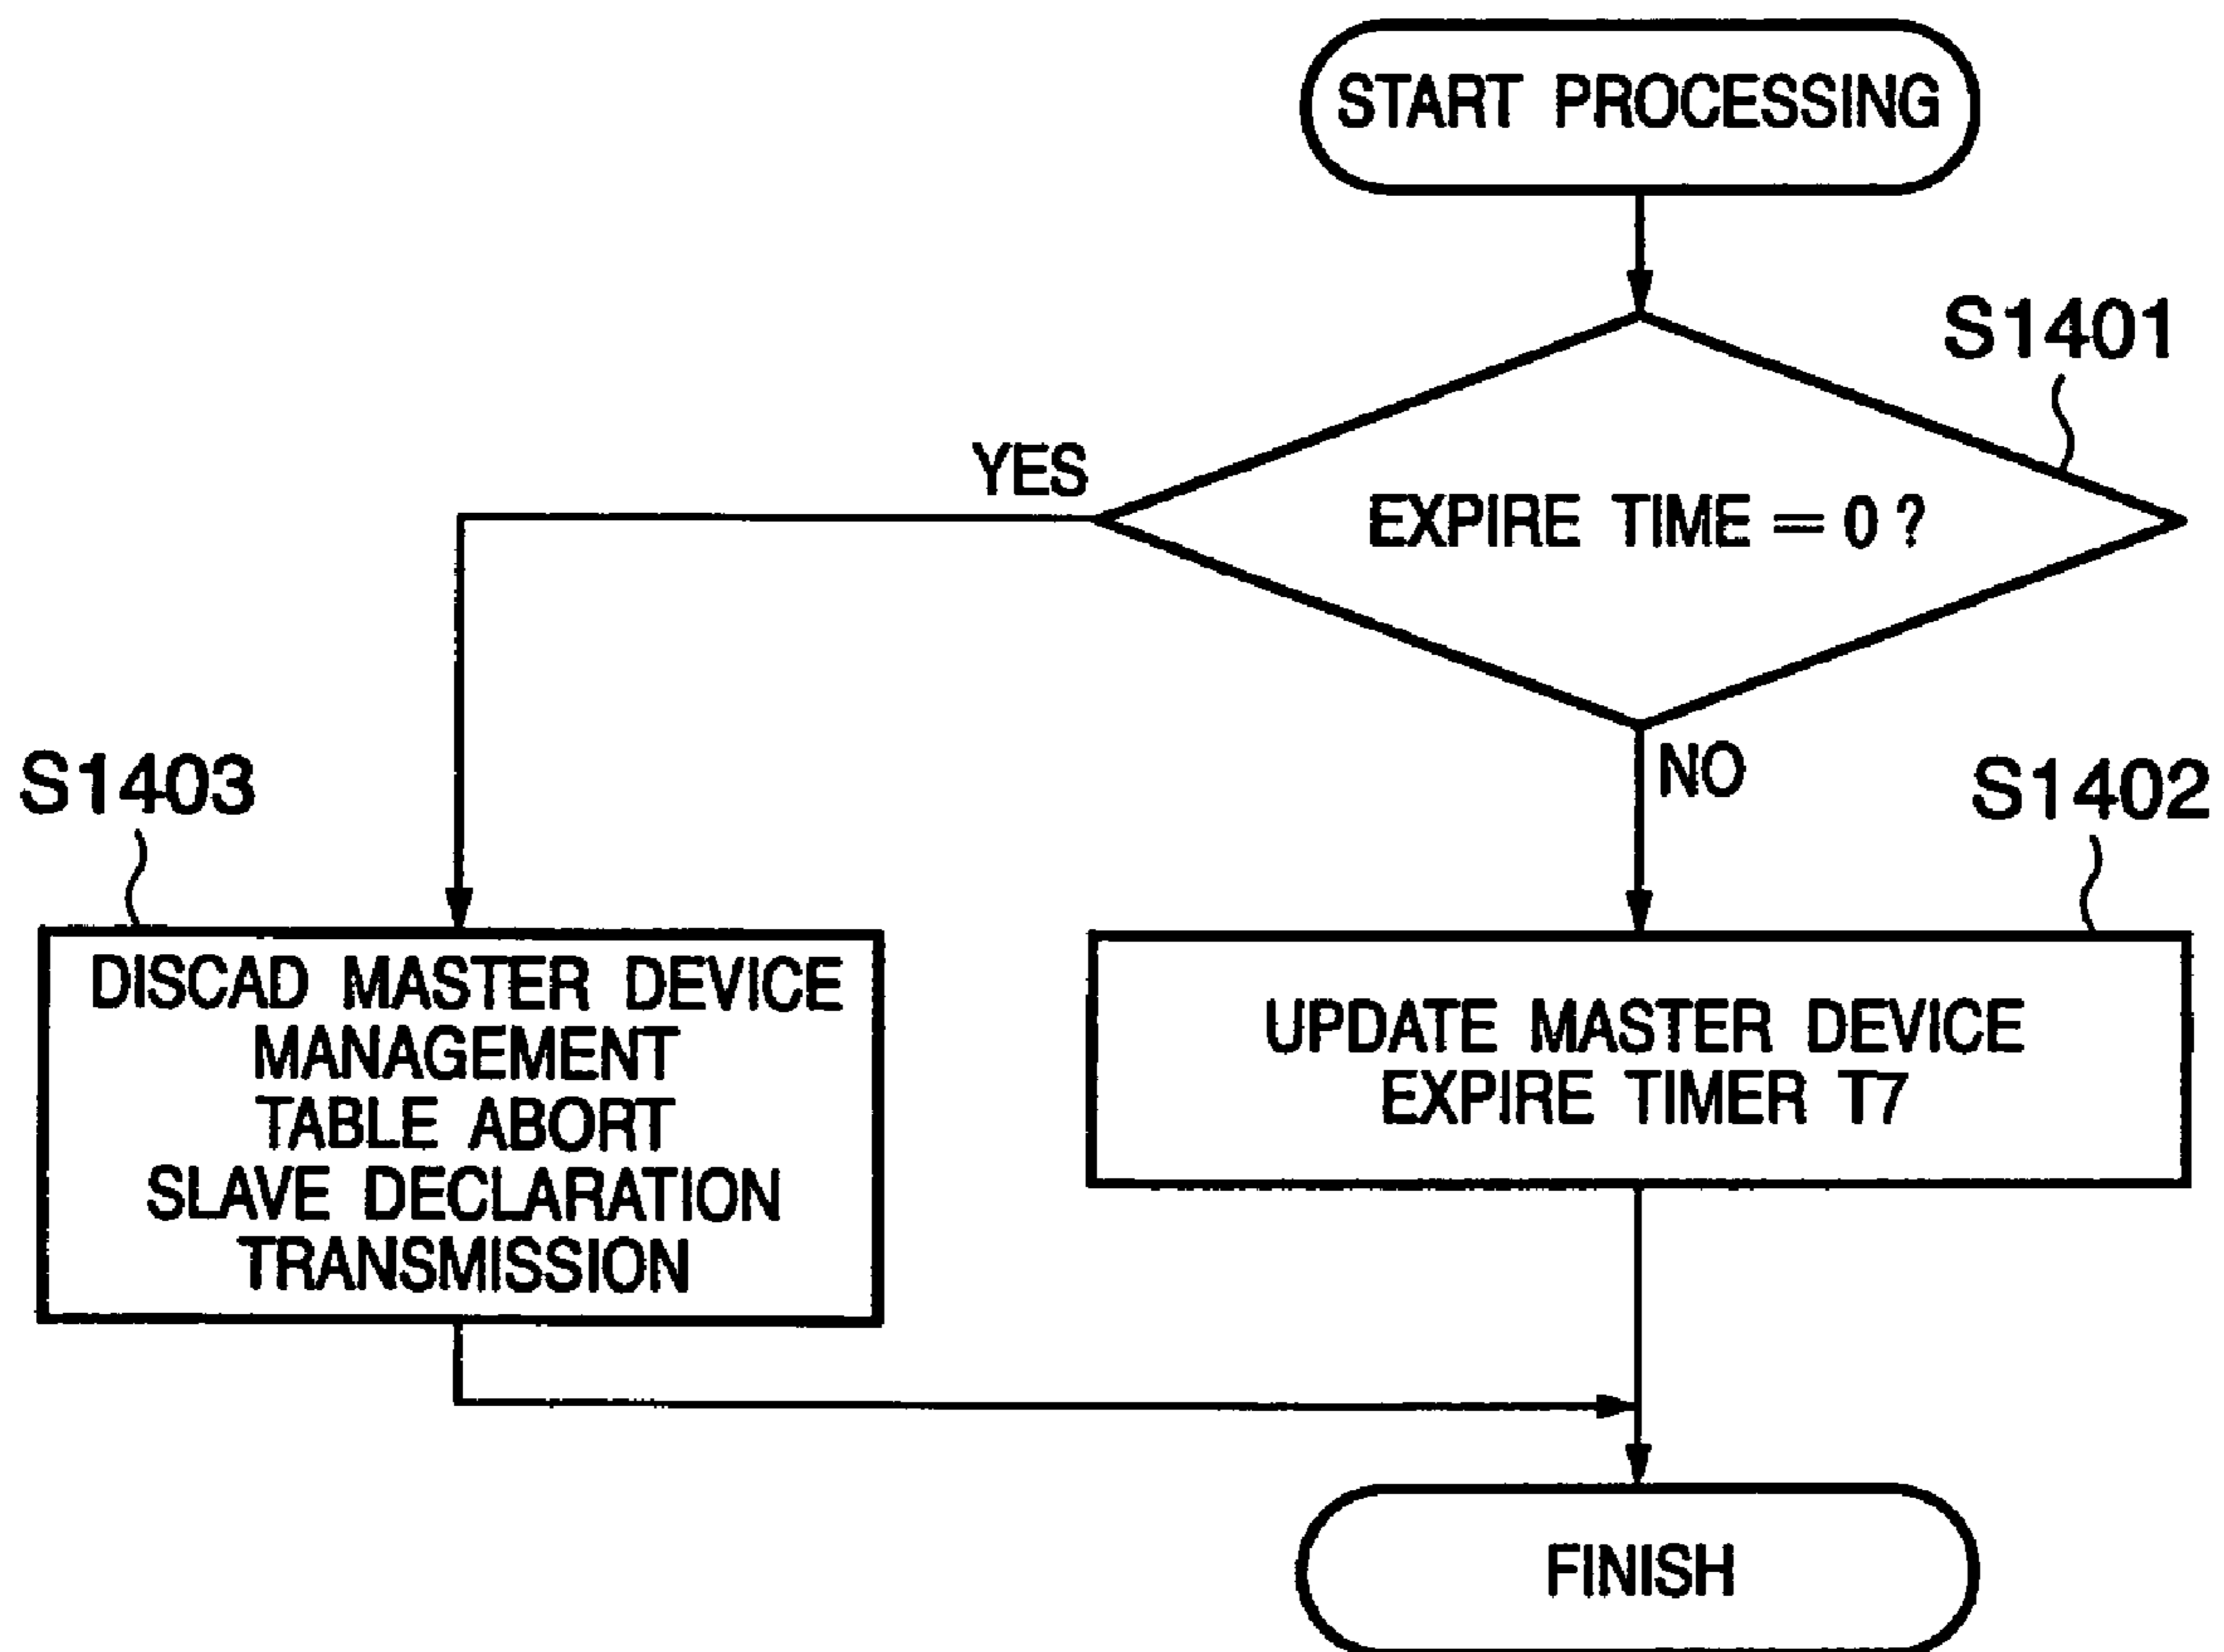 START PROCESSING
S1401
YES
EXPIRE TIME = 0 ?
NO
S1403
S1402
DISCAD MASTER DEVICE
MANAGEMENT
TABLE ABORT
SLAVE DECLARATION
TRANSMISSION
UPDATE MASTER DEVICE
EXPIRE TIMER T7
FINISH